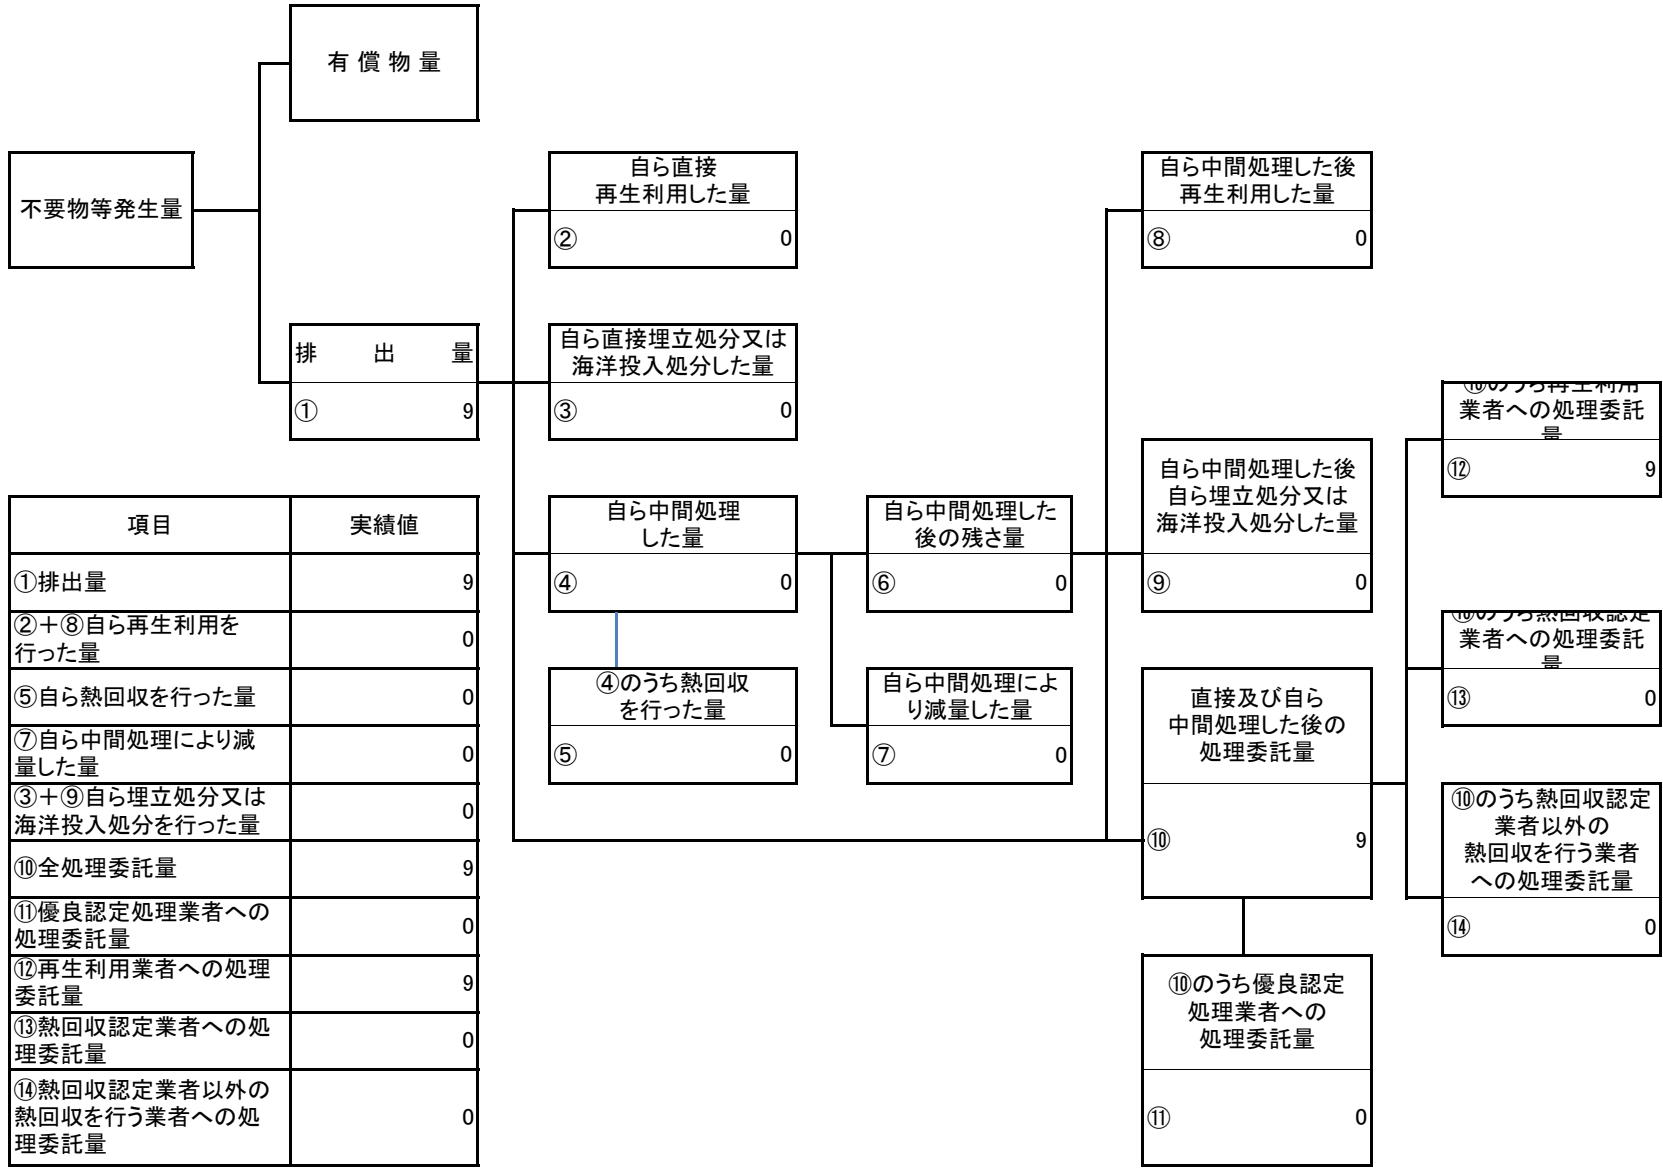 有償物量
不要物等発生量
自ら直接
再生利用した量
② 0
自ら中間処理した後
再生利用した量
⑧ 0
排出量
① 9
自ら直接埋立処分又は
海洋投入処分した量
③ 0
⑩のうち再生利用
業者への処理委託
量
⑫ 9
自ら中間処理
した量
④ 0
自ら中間処理した
後の残さ量
⑥ 0
自ら中間処理した後
自ら埋立処分又は
海洋投入処分した量
⑨ 0
⑩のうち熱回収認定
業者への処理委託
量
⑬ 0
④のうち熱回収
を行った量
⑤ 0
自ら中間処理によ
り減量した量
⑦ 0
直接及び自ら
中間処理した後の
処理委託量
⑩ 9
⑩のうち熱回収認定
業者以外の
熱回収を行う業者
への処理委託量
⑭ 0
⑩のうち優良認定
処理業者への
処理委託量
⑪ 0
項目 実績値
①排出量 9
②＋⑧自ら再生利用を
行った量 0
⑤自ら熱回収を行った量 0
⑦自ら中間処理により減
量した量 0
③＋⑨自ら埋立処分又は
海洋投入処分を行った量 0
⑩全処理委託量 9
⑪優良認定処理業者への
処理委託量 0
⑫再生利用業者への処理
委託量 9
⑬熱回収認定業者への処
理委託量 0
⑭熱回収認定業者以外の
熱回収を行う業者への処
理委託量 0